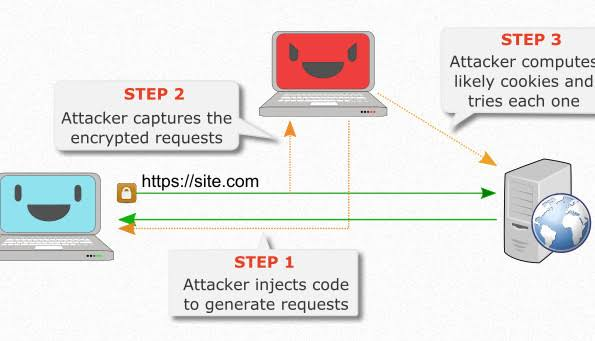 STEP 3
Attacker computes
likely cookies and
tries each one
STEP 2
Attacker captures the
encrypted requests
https://site.com
STEP 1
Attacker injects code
to generate requests